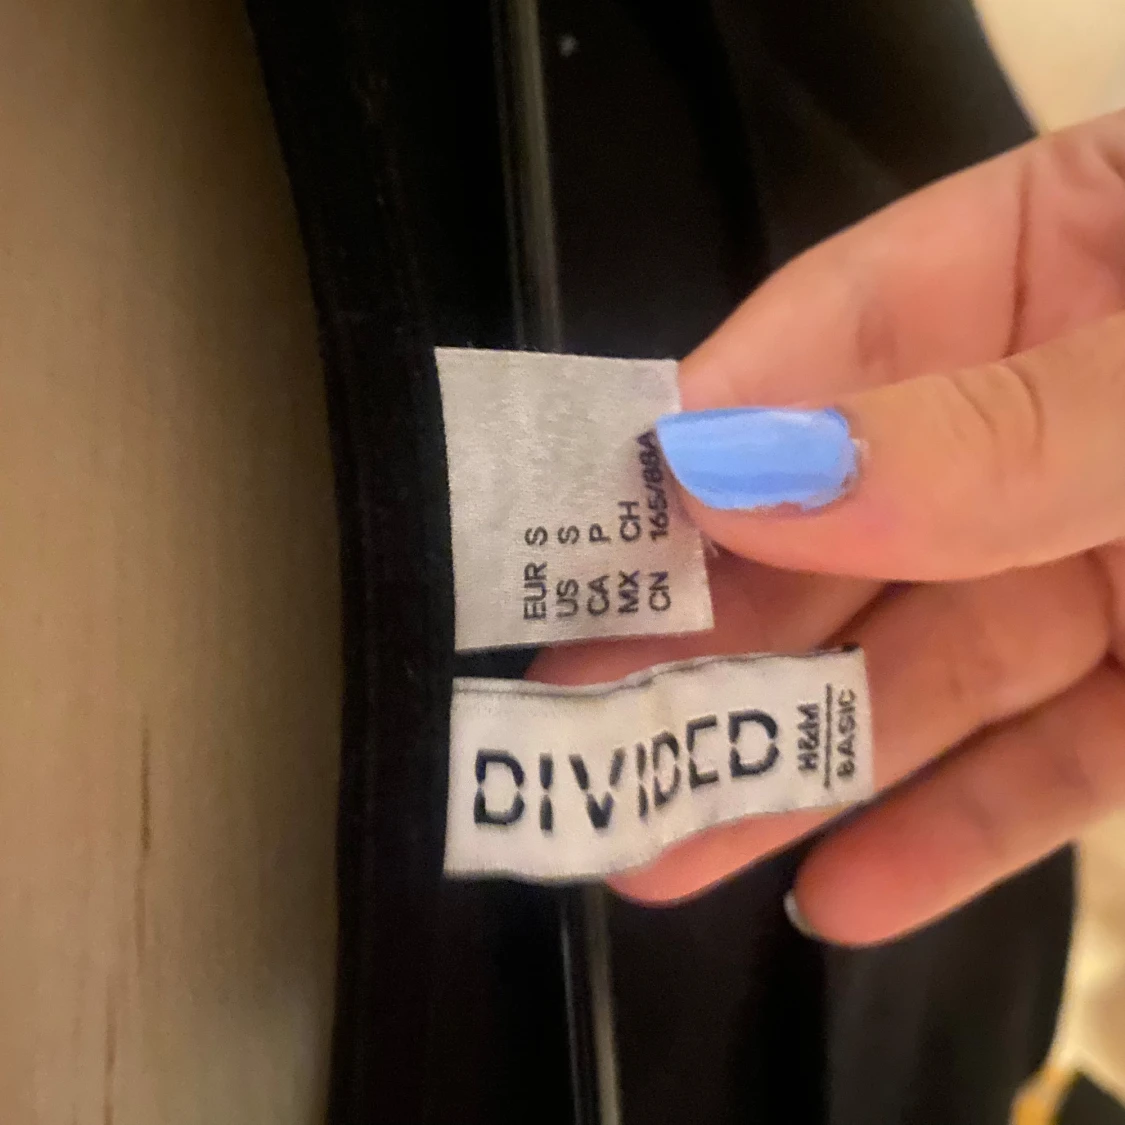 EUR S
US S
CA P
MX CH
CN 165/88A
DIVIDED
H&M
BASIC